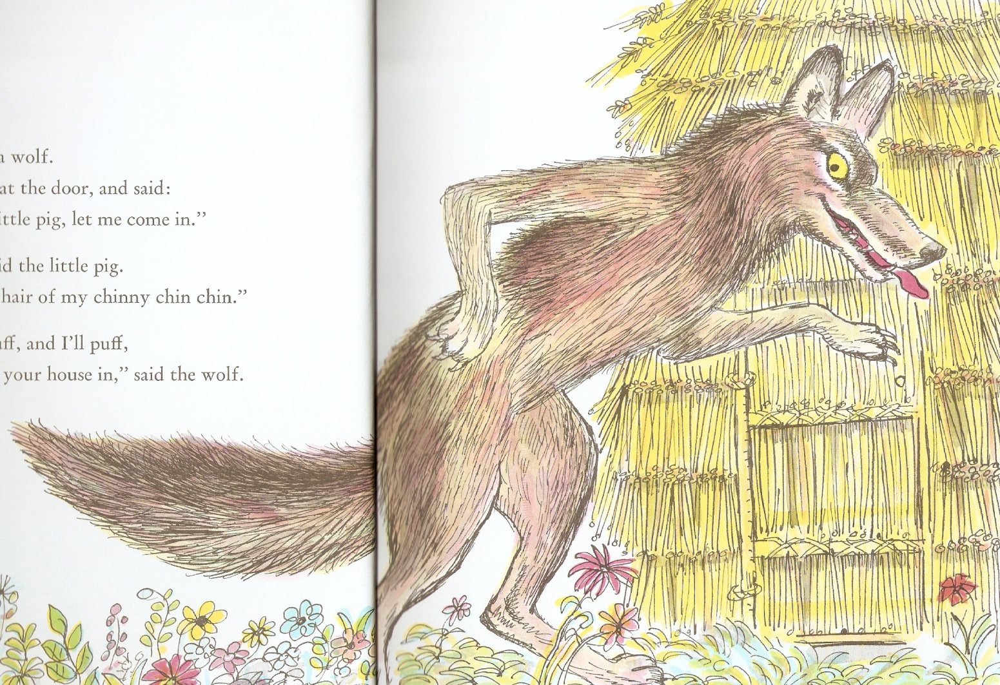 a wolf.
at the door, and said:
ittle pig, let me come in.”
id the little pig.
hair of my chinny chin chin.”
uff, and I’ll puff,
your house in,” said the wolf.